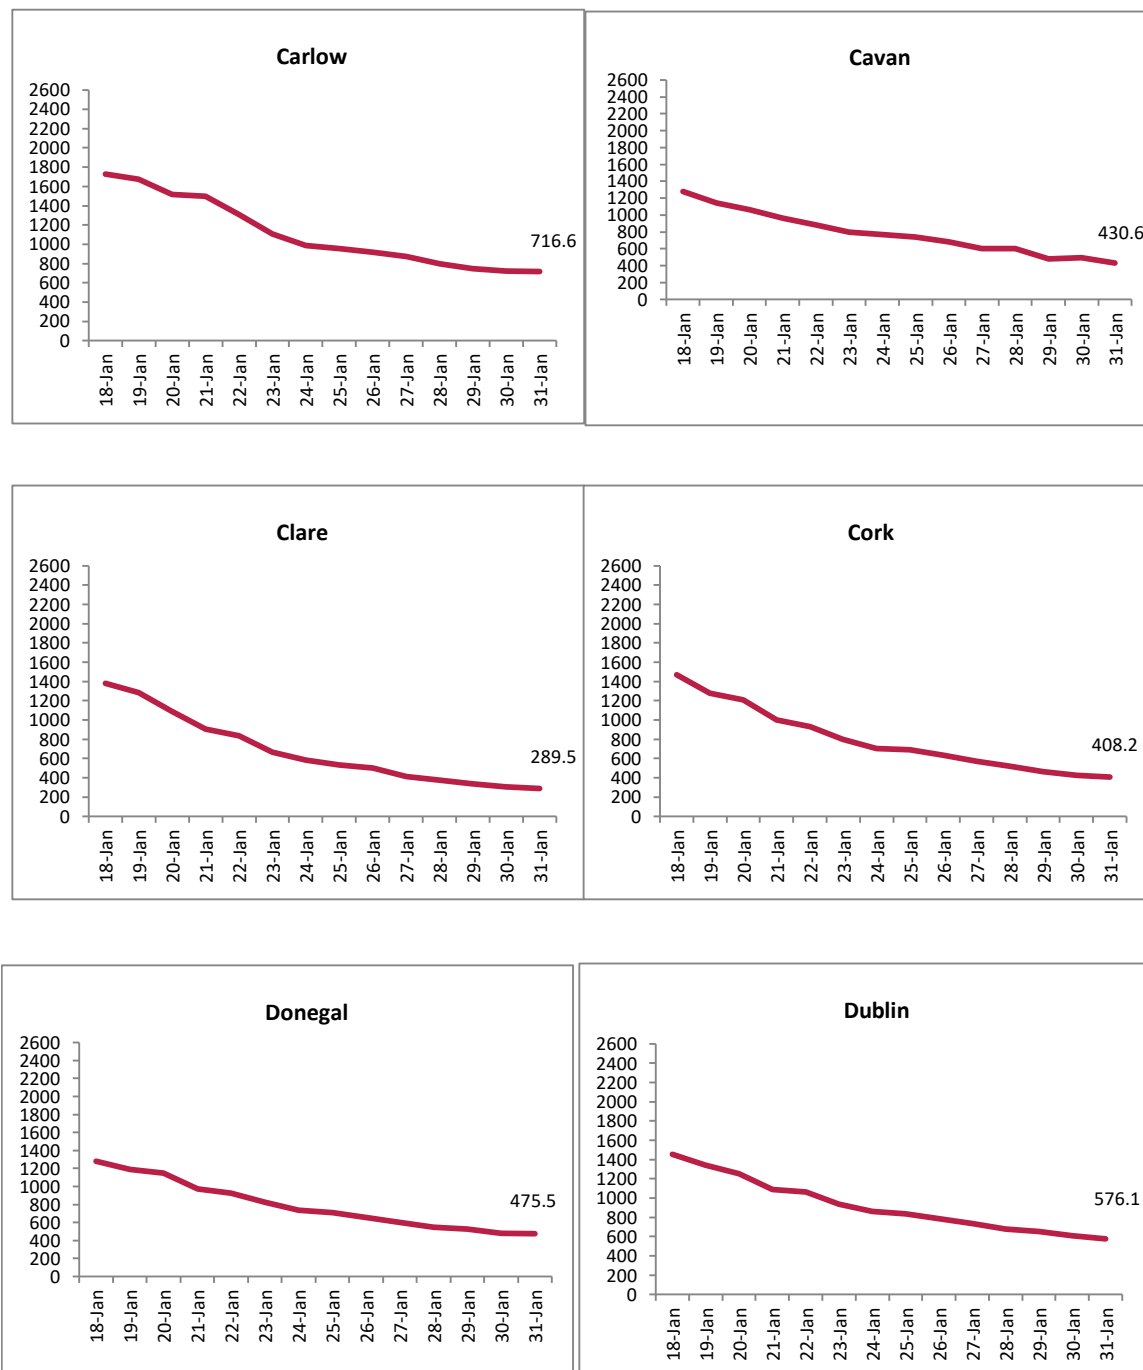 Carlow
2600
2400
2200
2000
1800
1600
1400
1200
1000
800
600
400
200
0
716.6
18-Jan
19-Jan
20-Jan
21-Jan
22-Jan
23-Jan
24-Jan
25-Jan
26-Jan
27-Jan
28-Jan
29-Jan
30-Jan
31-Jan
Cavan
2600
2400
2200
2000
1800
1600
1400
1200
1000
800
600
400
200
0
430.6
18-Jan
19-Jan
20-Jan
21-Jan
22-Jan
23-Jan
24-Jan
25-Jan
26-Jan
27-Jan
28-Jan
29-Jan
30-Jan
31-Jan
Clare
2600
2400
2200
2000
1800
1600
1400
1200
1000
800
600
400
200
0
289.5
18-Jan
19-Jan
20-Jan
21-Jan
22-Jan
23-Jan
24-Jan
25-Jan
26-Jan
27-Jan
28-Jan
29-Jan
30-Jan
31-Jan
Cork
2600
2400
2200
2000
1800
1600
1400
1200
1000
800
600
400
200
0
408.2
18-Jan
19-Jan
20-Jan
21-Jan
22-Jan
23-Jan
24-Jan
25-Jan
26-Jan
27-Jan
28-Jan
29-Jan
30-Jan
31-Jan
Donegal
2600
2400
2200
2000
1800
1600
1400
1200
1000
800
600
400
200
0
475.5
18-Jan
19-Jan
20-Jan
21-Jan
22-Jan
23-Jan
24-Jan
25-Jan
26-Jan
27-Jan
28-Jan
29-Jan
30-Jan
31-Jan
Dublin
2600
2400
2200
2000
1800
1600
1400
1200
1000
800
600
400
200
0
576.1
18-Jan
19-Jan
20-Jan
21-Jan
22-Jan
23-Jan
24-Jan
25-Jan
26-Jan
27-Jan
28-Jan
29-Jan
30-Jan
31-Jan